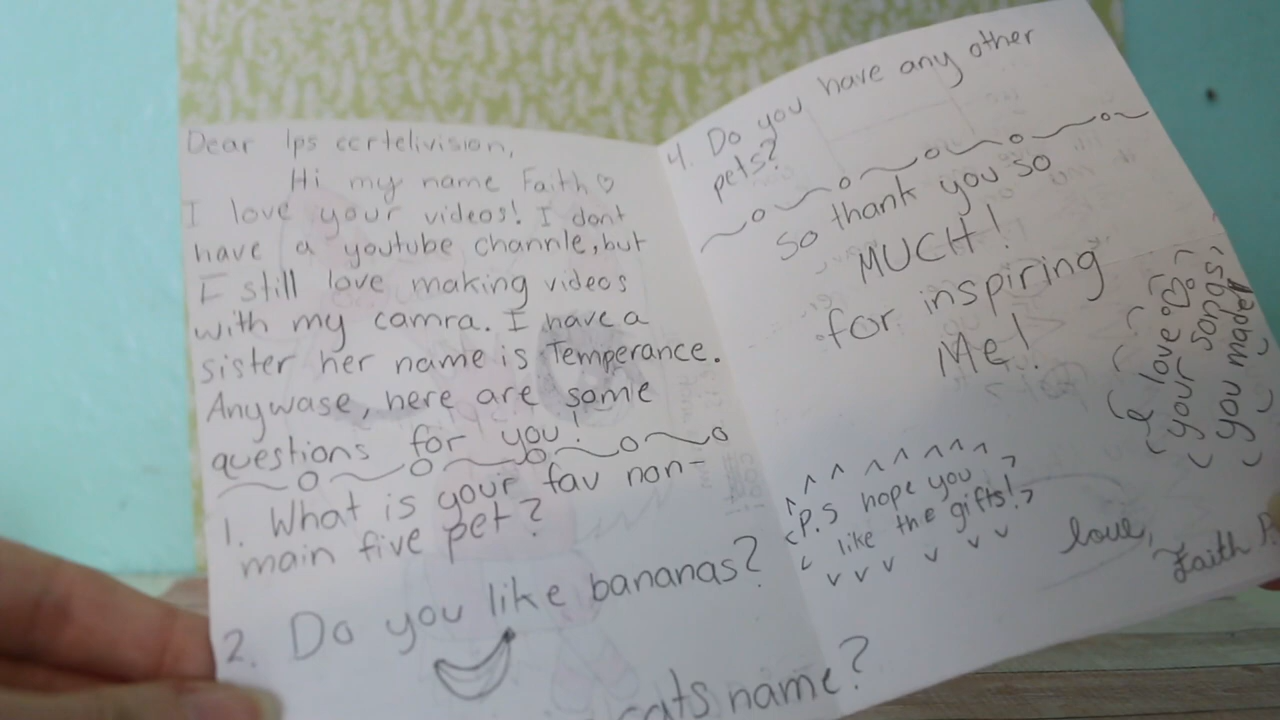 Dear lps ccrtelivision,
Hi my name Faith♡
I love your videos! I dont
have a youtube channle, but
I still love making videos
with my camra. I have a
sister her name is Temperance.
Anywase, here are some
questions for you!
1. What is your fav non-
main five pet?
2. Do you like bananas?
cats name?
4. Do you have any other
pets?
so thank you so
MUCH!
for inspiring
Me!
I love
your songs
you made!
P.S hope you
like the gifts!
love,
Faith